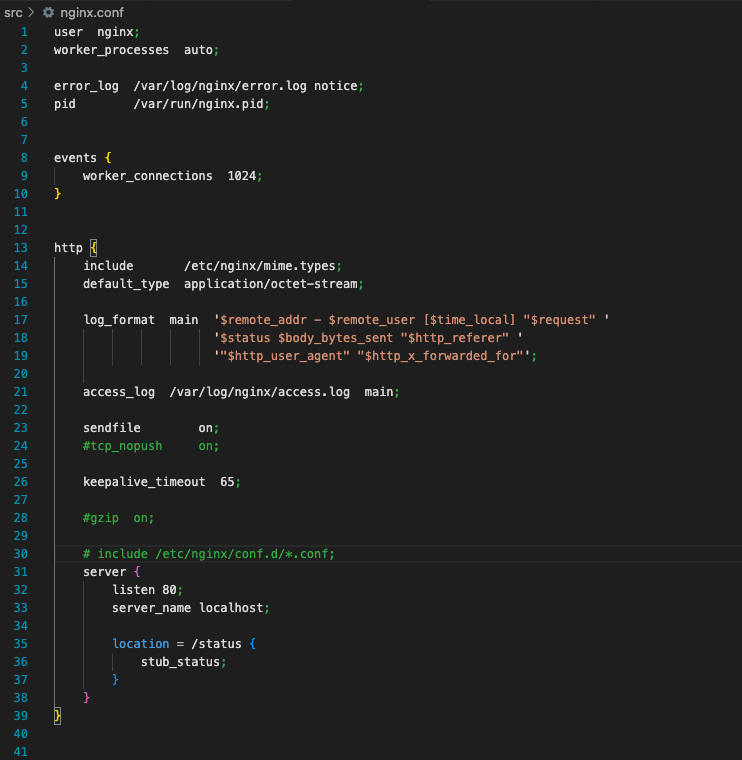 src > nginx.conf
1 user  nginx;
2 worker_processes  auto;
3
4 error_log  /var/log/nginx/error.log notice;
5 pid        /var/run/nginx.pid;
6
7
8 events {
9     worker_connections  1024;
10 }
11
12
13 http {
14     include       /etc/nginx/mime.types;
15     default_type  application/octet-stream;
16
17     log_format  main  '$remote_addr - $remote_user [$time_local] "$request" '
18                       '$status $body_bytes_sent "$http_referer" '
19                       '"$http_user_agent" "$http_x_forwarded_for"';
20
21     access_log  /var/log/nginx/access.log  main;
22
23     sendfile        on;
24     #tcp_nopush     on;
25
26     keepalive_timeout  65;
27
28     #gzip  on;
29
30     # include /etc/nginx/conf.d/*.conf;
31     server {
32         listen 80;
33         server_name localhost;
34
35         location = /status {
36             stub_status;
37         }
38     }
39 }
40
41